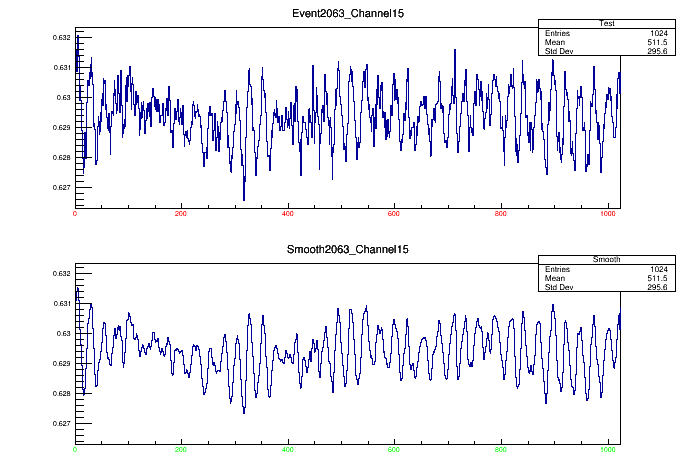 Event2063_Channel15
Test
Entries 1024
Mean 511.5
Std Dev 295.6
0.632
0.631
0.63
0.629
0.628
0.627
0 200 400 600 800 1000
Smooth2063_Channel15
Smooth
Entries 1024
Mean 511.5
Std Dev 295.6
0.632
0.631
0.63
0.629
0.628
0.627
0 200 400 600 800 1000